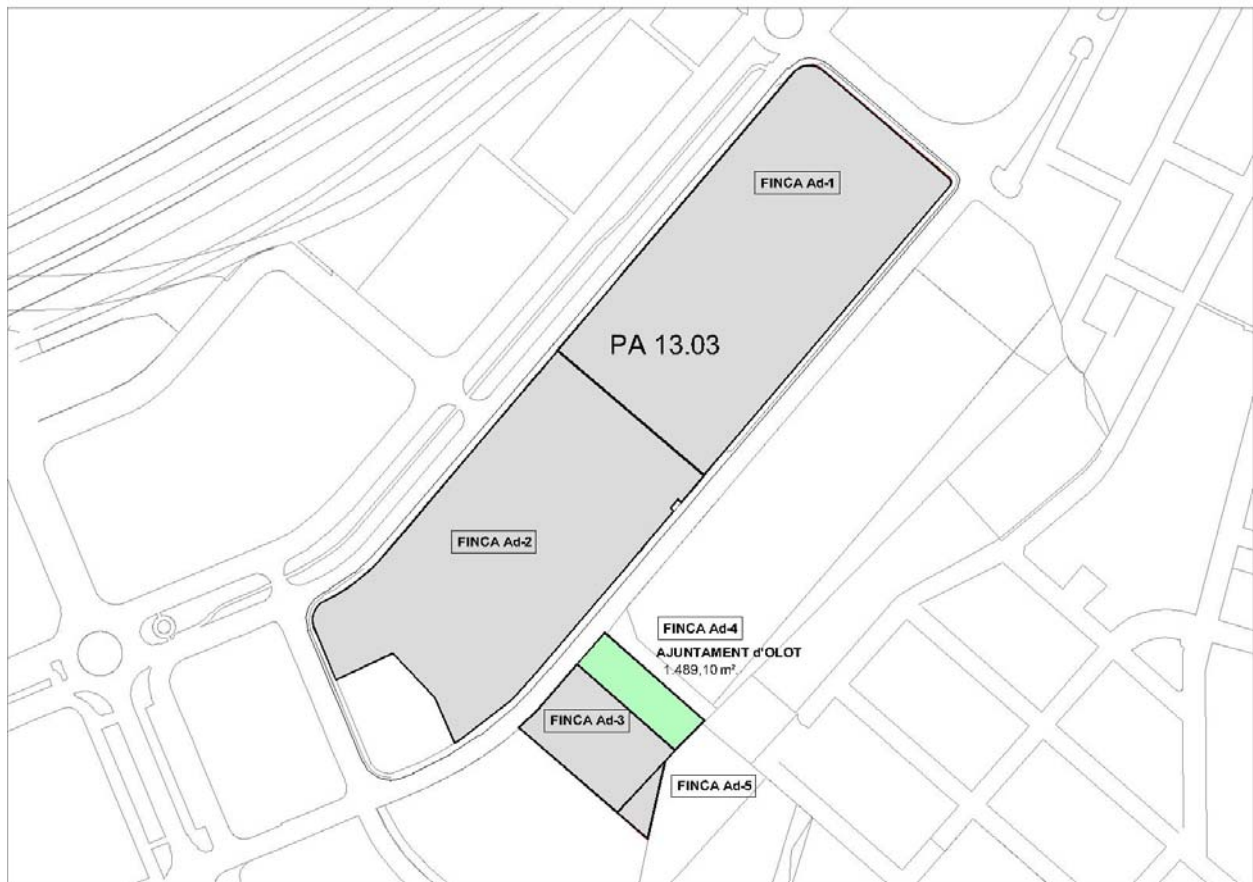 FINCA Ad-1
PA 13.03
FINCA Ad-2
FINCA Ad-4
AJUNTAMENT d'OLOT
1.489,10 m².
FINCA Ad-3
FINCA Ad-5